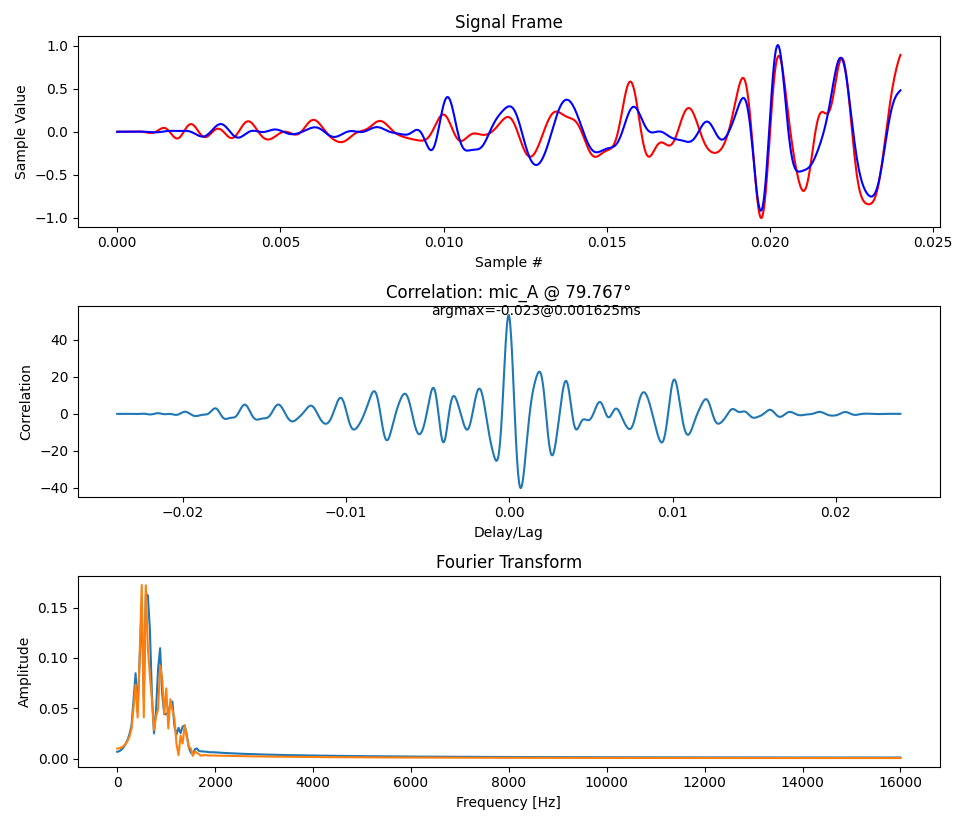 Signal Frame
1.0
0.5
0.0
−0.5
−1.0
Sample Value
0.000 0.005 0.010 0.015 0.020 0.025
Sample #
Correlation: mic_A @ 79.767°
argmax=-0.023@0.001625ms
40
20
0
−20
−40
Correlation
−0.02 −0.01 0.00 0.01 0.02
Delay/Lag
Fourier Transform
0.15
0.10
0.05
0.00
Amplitude
0 2000 4000 6000 8000 10000 12000 14000 16000
Frequency [Hz]